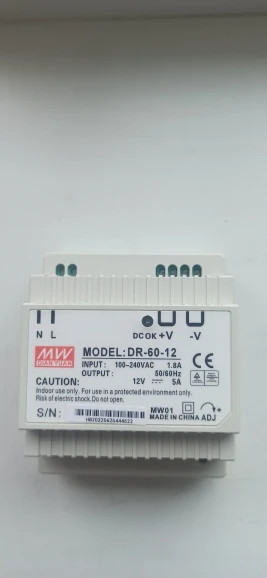 N L
DC OK +V -V
MW
DIANYUAN
MODEL:DR-60-12
INPUT: 100~240VAC 1.8A
OUTPUT: 50/60Hz
12V 5A
CE
CAUTION:
Indoor use only. For use in a protected environment only.
Risk of electric shock.Do not open.
S/N:
MW01
MADE IN CHINA ADJ